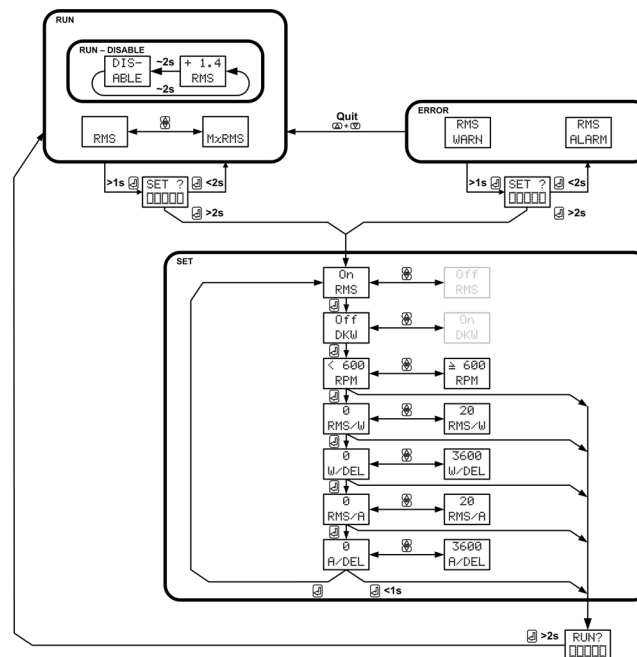 RUN
RUN – DISABLE
DIS-
ABLE
~2s
+ 1.4
RMS
~2s
RMS
MxRMS
Quit
+
ERROR
RMS
WARN
RMS
ALARM
>1s
SET ?
<2s
>2s
>1s
SET ?
<2s
>2s
SET
On
RMS
Off
RMS
Off
DKW
On
DKW
< 600
RPM
≧ 600
RPM
0
RMS/W
20
RMS/W
0
W/DEL
3600
W/DEL
0
RMS/A
20
RMS/A
0
A/DEL
3600
A/DEL
<1s
>2s
RUN?